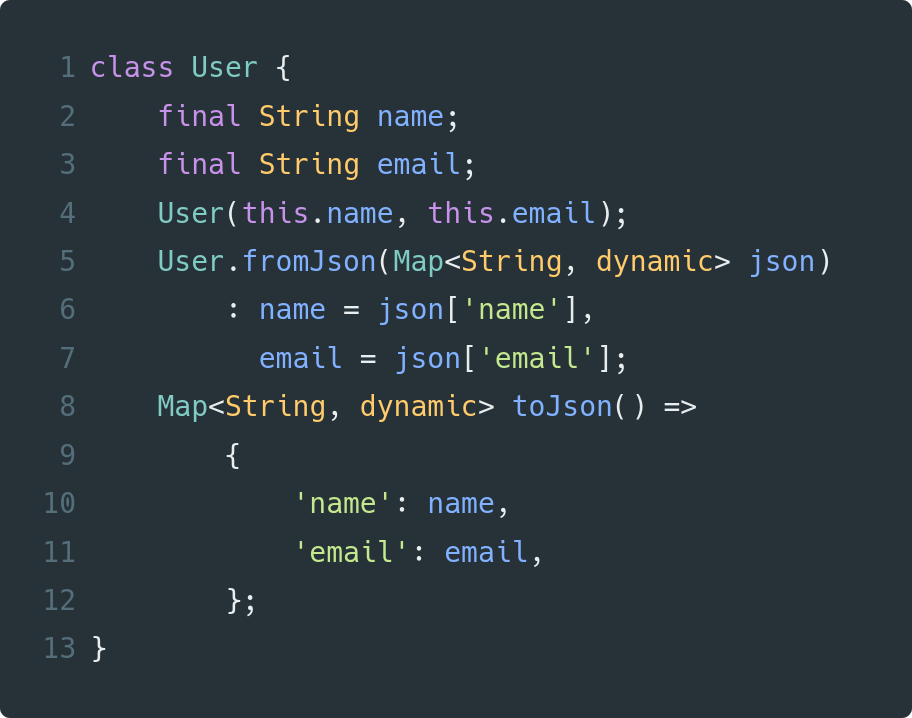 1 class User {
2     final String name;
3     final String email;
4     User(this.name, this.email);
5     User.fromJson(Map<String, dynamic> json)
6         : name = json['name'],
7           email = json['email'];
8     Map<String, dynamic> toJson() =>
9         {
10             'name': name,
11             'email': email,
12         };
13 }